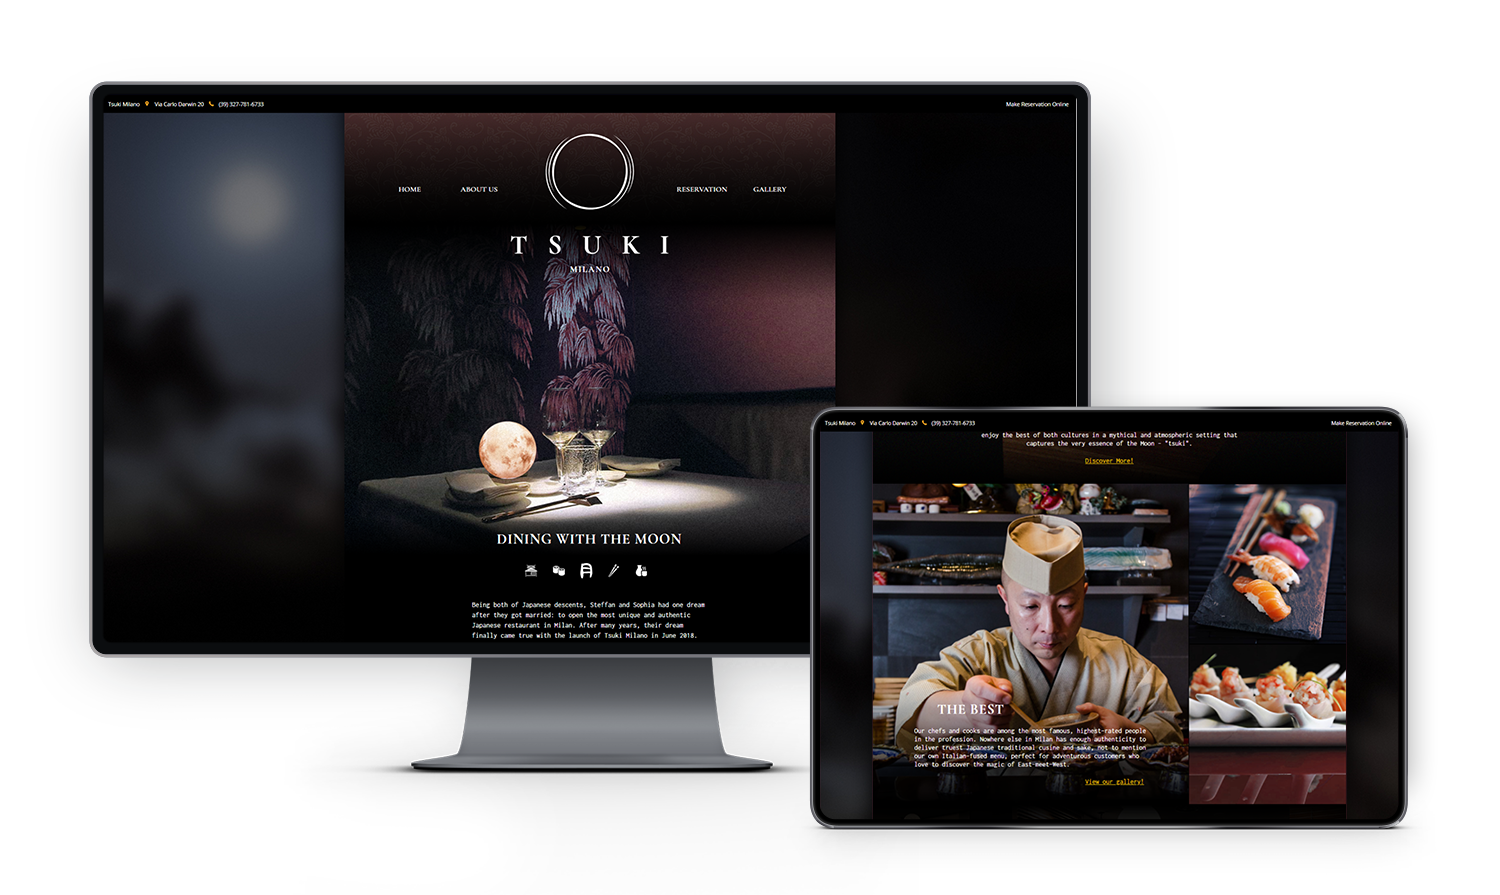 Tsuki Milano Via Carlo Darwin 20 (39) 327-781-6733 Make Reservation Online
HOME ABOUT US RESERVATION GALLERY
TSUKI
MILANO
DINING WITH THE MOON
Being both of Japanese descents, Steffan and Sophia had one dream
after they got married: to open the most unique and authentic
Japanese restaurant in Milan. After many years, their dream
finally came true with the launch of Tsuki Milano in June 2018.
Tsuki Milano Via Carlo Darwin 20 (39) 327-781-6733 Make Reservation Online
enjoy the best of both cultures in a mythical and atmospheric setting that
captures the very essence of the Moon - "tsuki".
Discover More!
THE BEST
Our chefs and cooks are among the most famous, highest-rated people
in the profession. Nowhere else in Milan has enough authenticity to
deliver truest Japanese traditional cusine and sake, not to mention
our own Italian-fused menu, perfect for adventurous customers who
love to discover the magic of East-meet-West.
View our gallery!